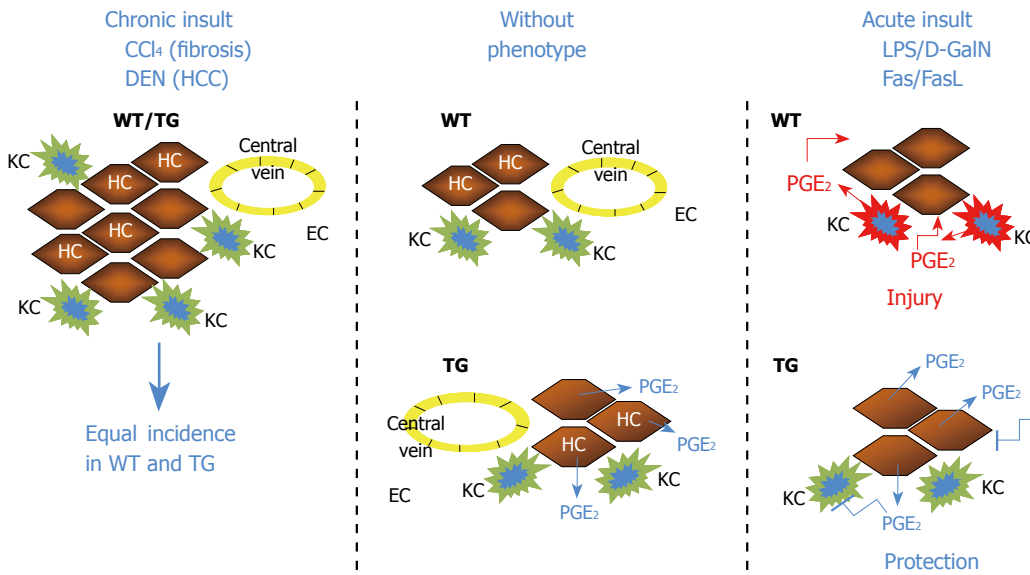 Chronic insult
CCl₄ (fibrosis)
DEN (HCC)
WT/TG
KC
HC
HC
Central
vein
HC
HC
EC
KC
KC
KC
Equal incidence
in WT and TG
Without
phenotype
WT
HC
HC
Central
vein
EC
KC
KC
TG
PGE₂
HC
Central
vein
HC
PGE₂
KC
KC
EC
PGE₂
Acute insult
LPS/D-GalN
Fas/FasL
WT
PGE₂
KC
KC
PGE₂
Injury
TG
PGE₂
PGE₂
KC
KC
PGE₂
Protection